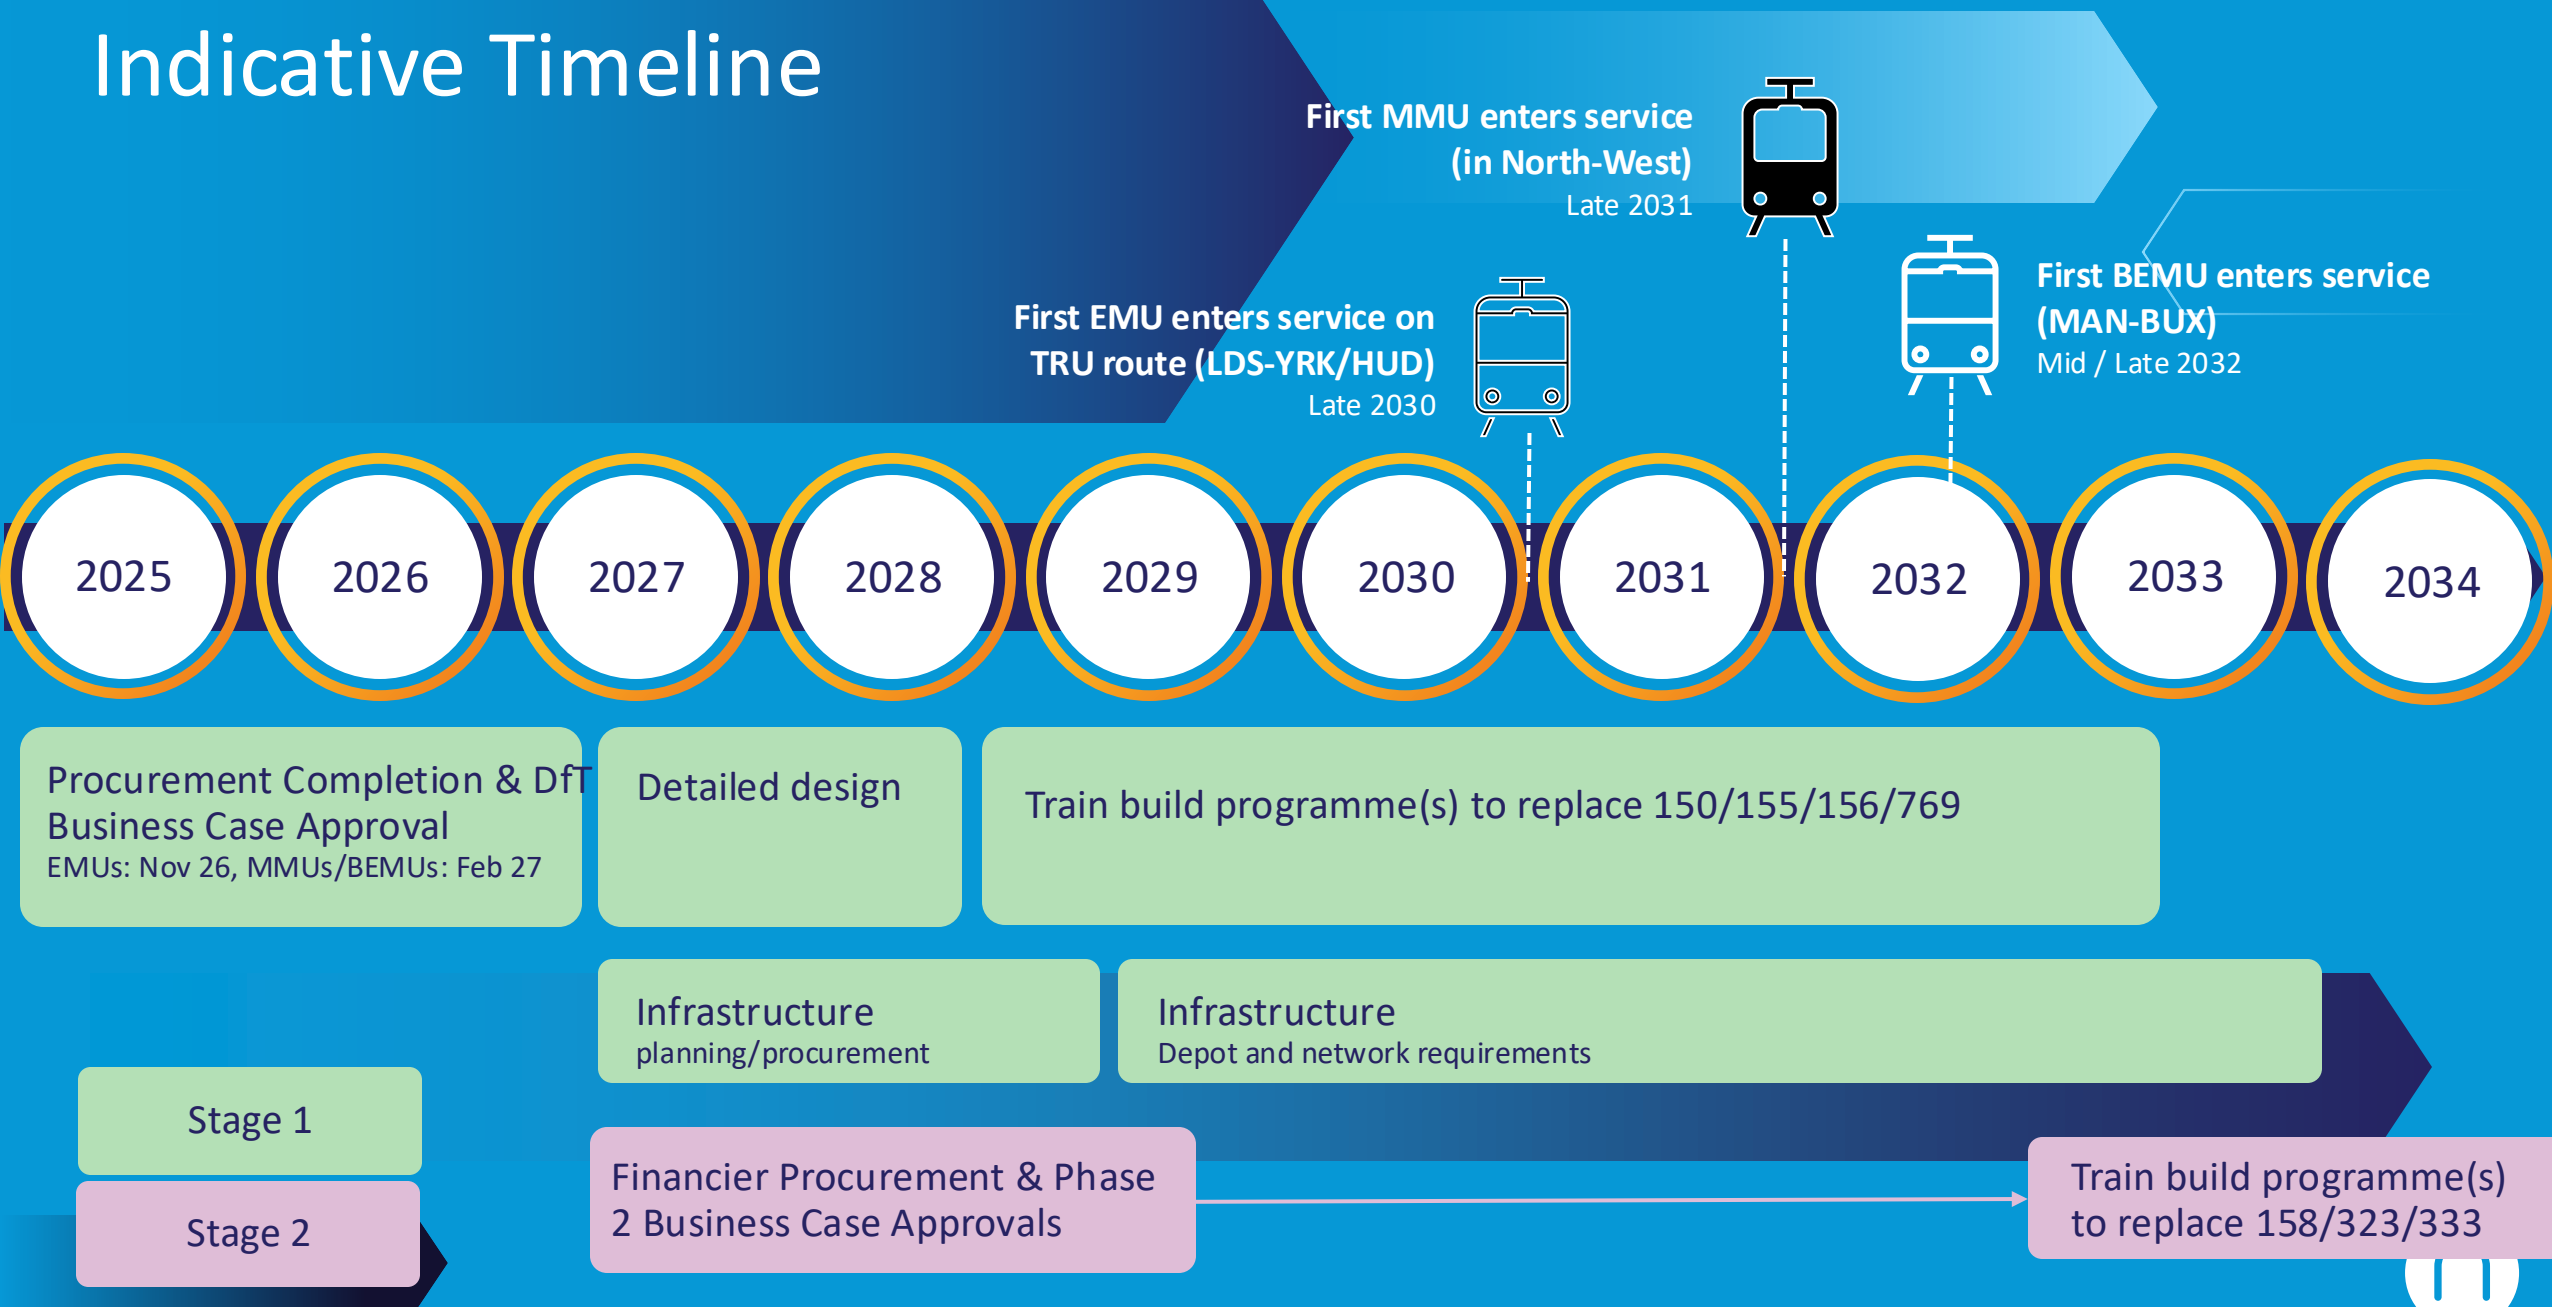 Indicative Timeline
First MMU enters service
(in North-West)
Late 2031
First BEMU enters service
(MAN-BUX)
Mid / Late 2032
First EMU enters service on
TRU route (LDS-YRK/HUD)
Late 2030
2025
2026
2027
2028
2029
2030
2031
2032
2033
2034
Procurement Completion & DfT
Business Case Approval
EMUs: Nov 26, MMUs/BEMUs: Feb 27
Detailed design
Train build programme(s) to replace 150/155/156/769
Infrastructure
planning/procurement
Infrastructure
Depot and network requirements
Stage 1
Stage 2
Financier Procurement & Phase
2 Business Case Approvals
Train build programme(s)
to replace 158/323/333